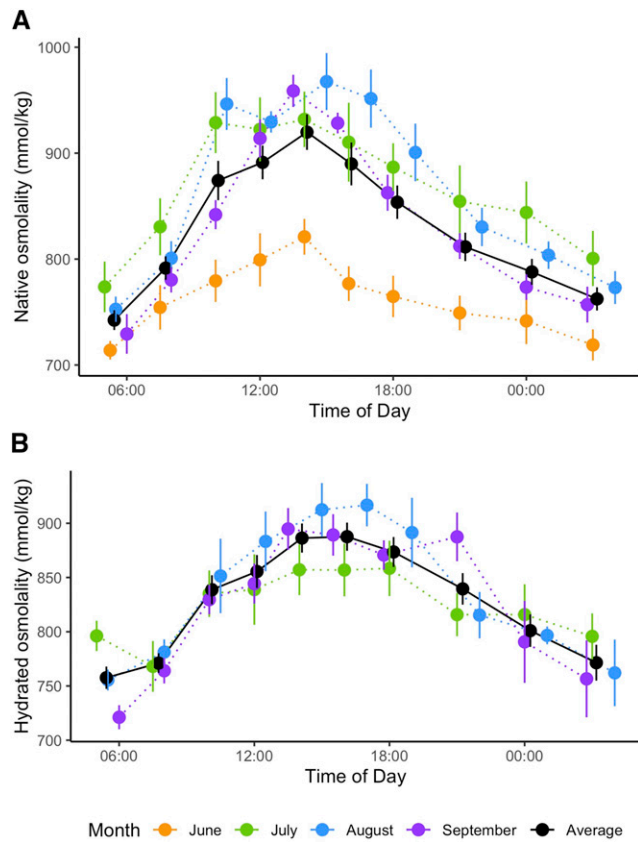 A
Native osmolality (mmol/kg)
1000
900
800
700
06:00 12:00 18:00 00:00
Time of Day
B
Hydrated osmolality (mmol/kg)
900
850
800
750
700
06:00 12:00 18:00 00:00
Time of Day
Month June July August September Average